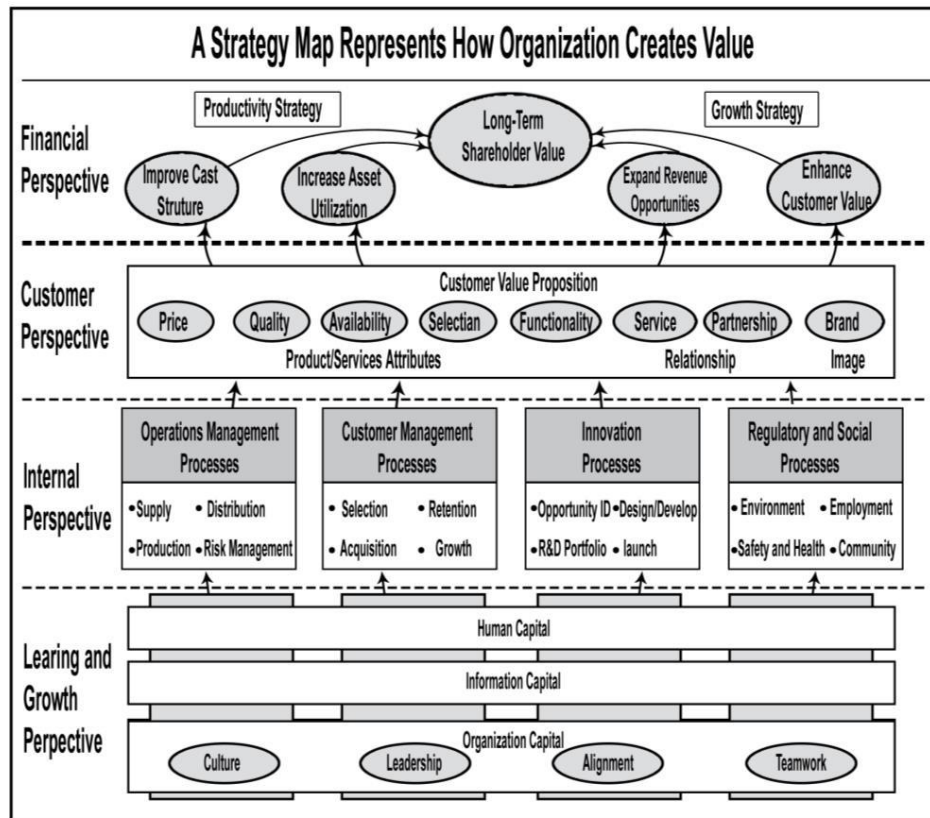 A Strategy Map Represents How Organization Creates Value
Financial
Perspective
Productivity Strategy
Growth Strategy
Long-Term
Shareholder Value
Improve Cast
Struture
Increase Asset
Utilization
Expand Revenue
Opportunities
Enhance
Customer Value
Customer
Perspective
Customer Value Proposition
Price
Quality
Availability
Selectian
Functionality
Service
Partnership
Brand
Product/Services Attributes
Relationship
Image
Internal
Perspective
Operations Management
Processes
•Supply • Distribution
•Production • Risk Management
Customer Management
Processes
• Selection • Retention
• Acquisition • Growth
Innovation
Processes
•Opportunity ID •Design/Develop
•R&D Portfolio •launch
Regulatory and Social
Processes
• Environment • Employment
•Safety and Health • Community
Learing and
Growth
Perpective
Human Capital
Information Capital
Organization Capital
Culture
Leadership
Alignment
Teamwork